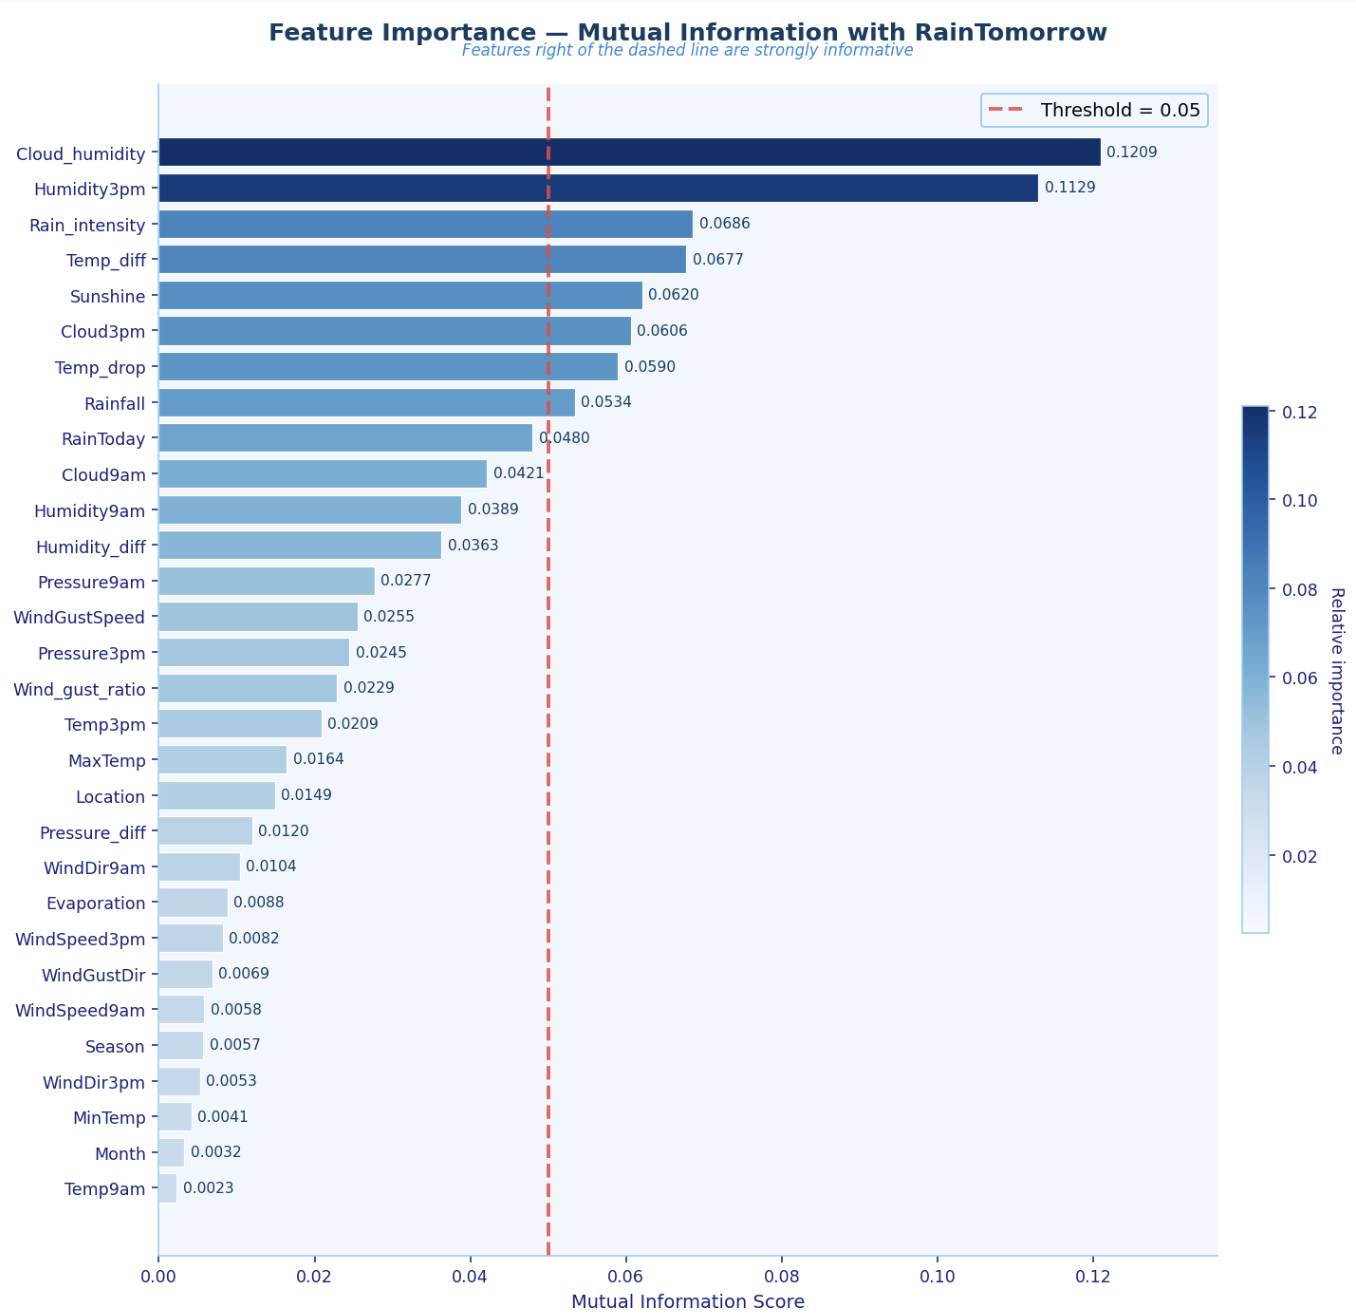 Feature Importance — Mutual Information with RainTomorrow
Features right of the dashed line are strongly informative
Threshold = 0.05
Cloud_humidity 0.1209
Humidity3pm 0.1129
Rain_intensity 0.0686
Temp_diff 0.0677
Sunshine 0.0620
Cloud3pm 0.0606
Temp_drop 0.0590
Rainfall 0.0534
RainToday 0.0480
Cloud9am 0.0421
Humidity9am 0.0389
Humidity_diff 0.0363
Pressure9am 0.0277
WindGustSpeed 0.0255
Pressure3pm 0.0245
Wind_gust_ratio 0.0229
Temp3pm 0.0209
MaxTemp 0.0164
Location 0.0149
Pressure_diff 0.0120
WindDir9am 0.0104
Evaporation 0.0088
WindSpeed3pm 0.0082
WindGustDir 0.0069
WindSpeed9am 0.0058
Season 0.0057
WindDir3pm 0.0053
MinTemp 0.0041
Month 0.0032
Temp9am 0.0023
0.00 0.02 0.04 0.06 0.08 0.10 0.12
Mutual Information Score
0.12
0.10
0.08
0.06
0.04
0.02
Relative importance